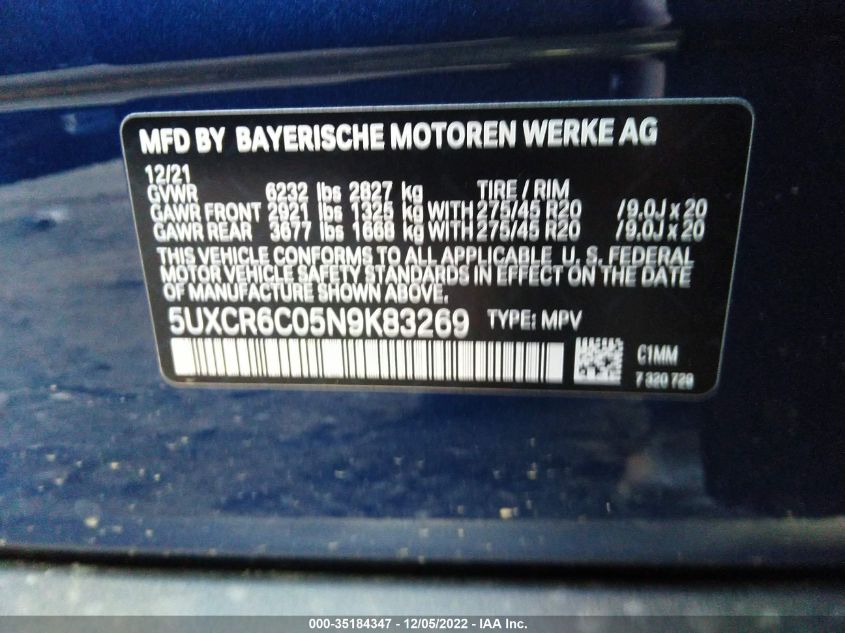 MFD BY BAYERISCHE MOTOREN WERKE AG
12/21
GVWR 6232 lbs 2827 kg TIRE / RIM
GAWR FRONT 2921 lbs 1325 kg WITH 275/45 R20 /9.0J x 20
GAWR REAR 3677 lbs 1668 kg WITH 275/45 R20 /9.0J x 20
THIS VEHICLE CONFORMS TO ALL APPLICABLE U. S. FEDERAL
MOTOR VEHICLE SAFETY STANDARDS IN EFFECT ON THE DATE
OF MANUFACTURE SHOWN ABOVE.
5UXCR6C05N9K83269 TYPE: MPV
C1MM
7 320 729
000-35184347 - 12/05/2022 - IAA Inc.